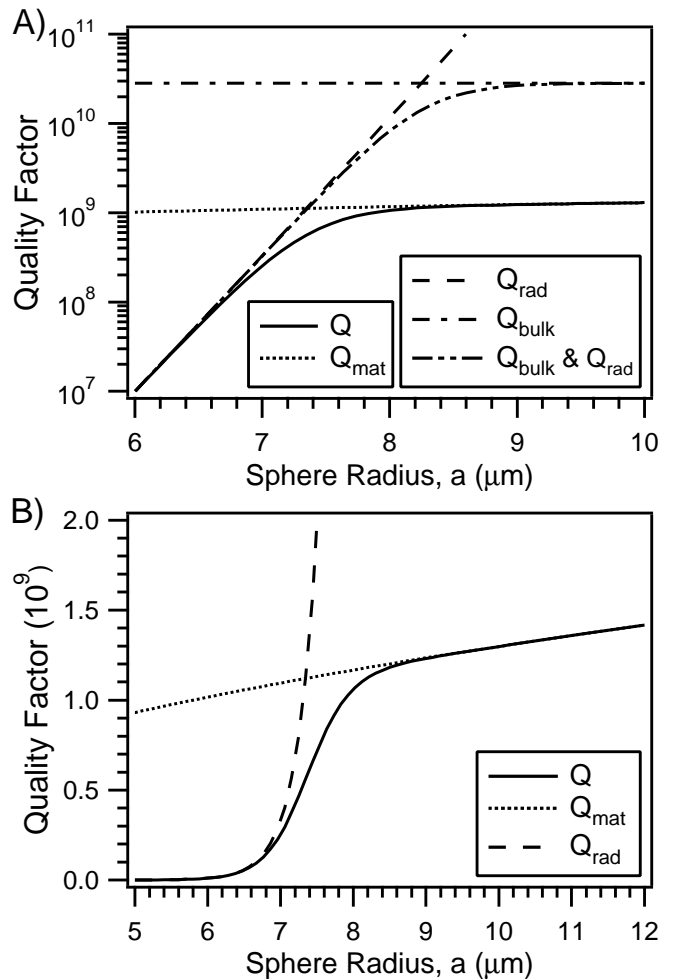 A)
10^11
10^10
10^9
10^8
10^7
Quality Factor
Q
Q_mat
Q_rad
Q_bulk
Q_bulk & Q_rad
6 7 8 9 10
Sphere Radius, a (μm)
B)
2.0
1.5
1.0
0.5
0.0
Quality Factor (10^9)
Q
Q_mat
Q_rad
5 6 7 8 9 10 11 12
Sphere Radius, a (μm)